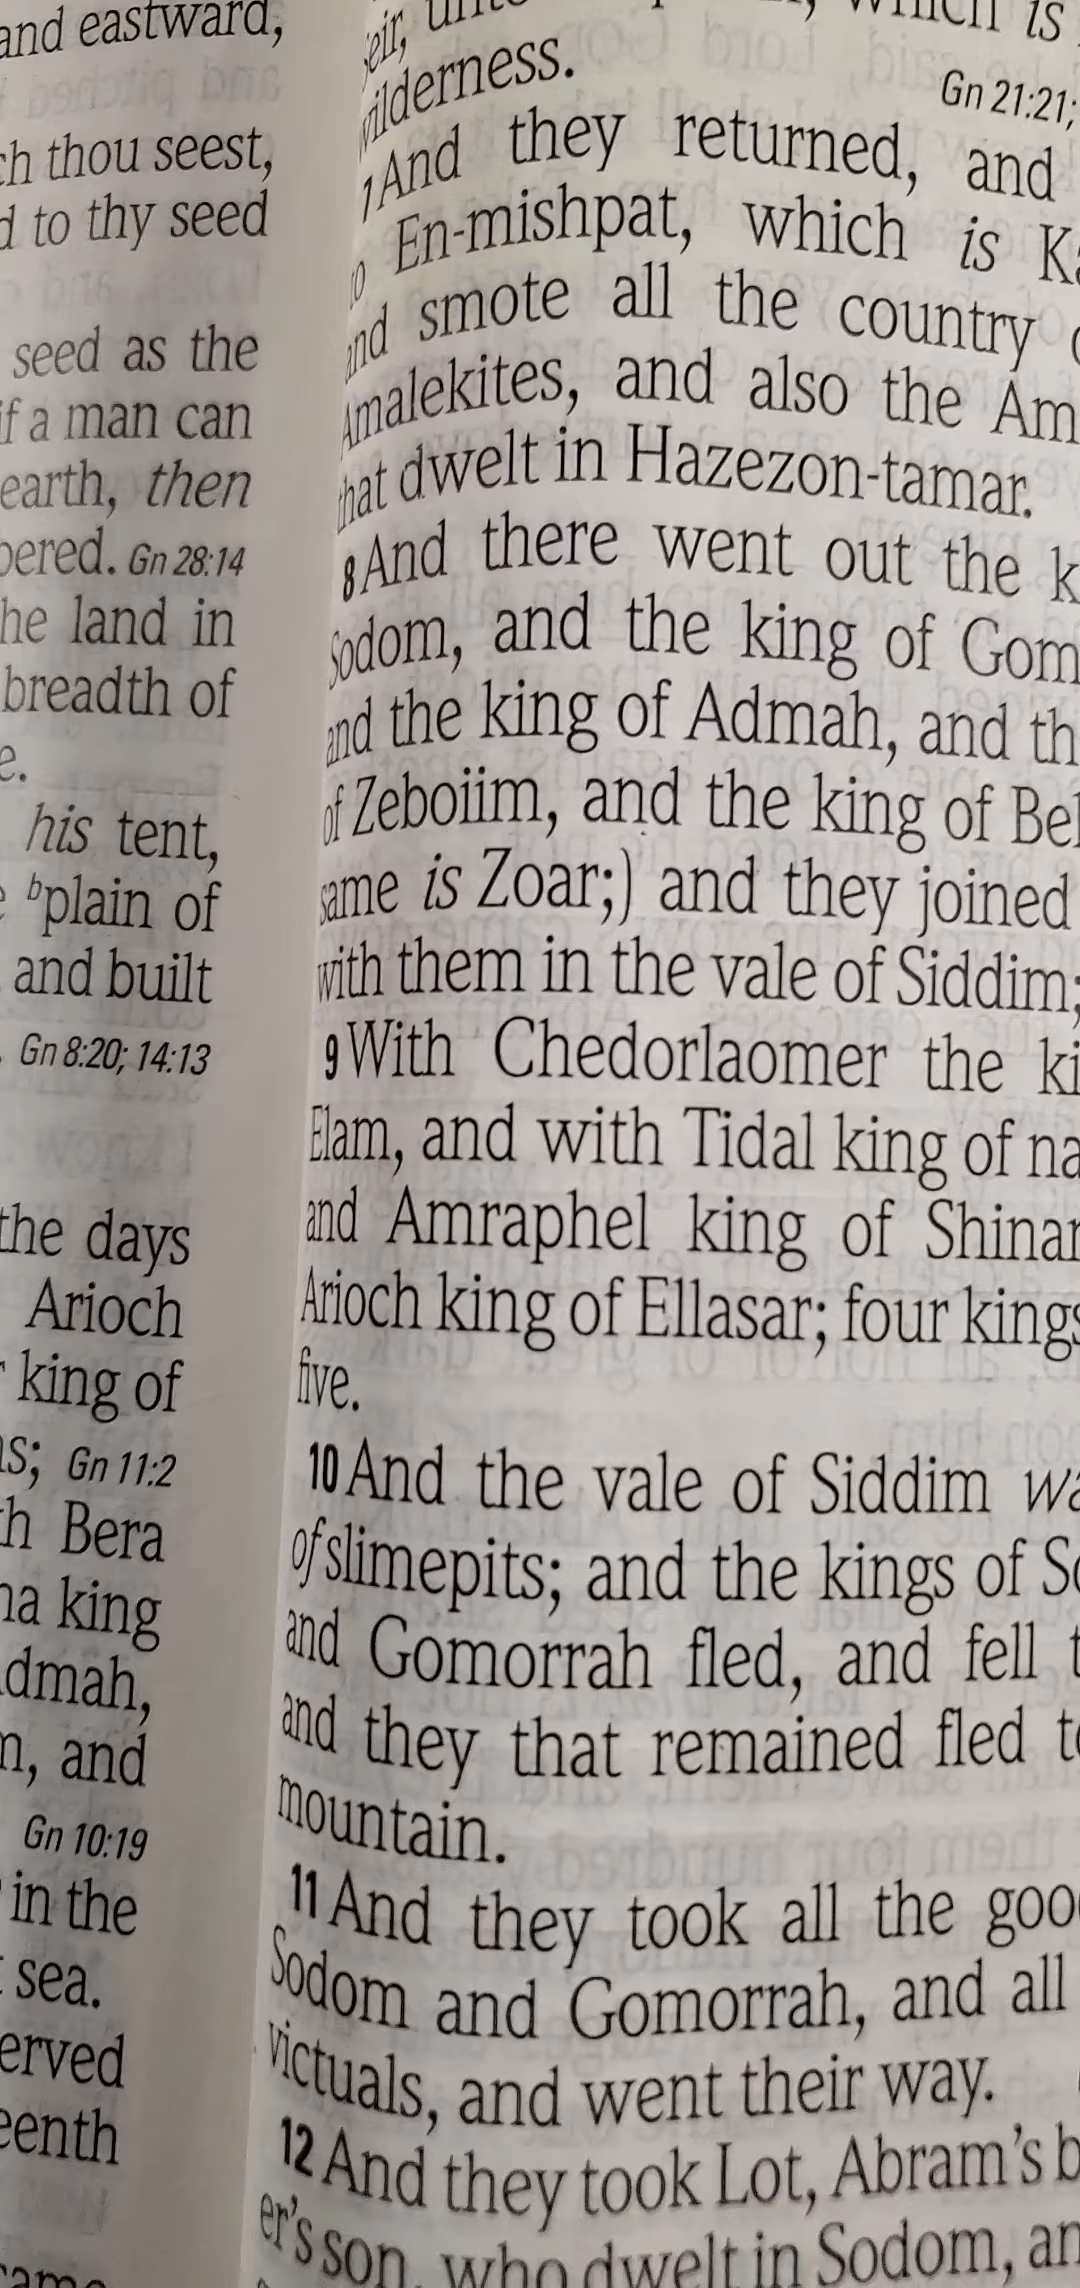 and eastward,
thou seest,
to thy seed
seed as the
if a man can
earth, then
Gn 28:14
land in
breadth of
his tent,
bplain of
and built
Gn 8:20; 14:13
the days
Arioch
king of
Gn 11:2
Bera
king
and
Gn 10:19
in the
sea.
which is
wilderness.
Gn 21:21;
7 And they returned, and
to En-mishpat, which is
and smote all the country
Amalekites, and also the
that dwelt in Hazezon-tamar.
8 And there went out the
Sodom, and the king of
and the king of Admah, and
of Zeboiim, and the king of
same is Zoar;) and they joined
with them in the vale of Siddim;
9 With Chedorlaomer the
Elam, and with Tidal king of
and Amraphel king of Shinar
Arioch king of Ellasar; four kings
five.
10 And the vale of Siddim
of slimepits; and the kings of
and Gomorrah fled, and fell
and they that remained fled
mountain.
11 And they took all the
Sodom and Gomorrah, and all
victuals, and went their way.
12 And they took Lot, Abram's
er's son, who dwelt in Sodom,